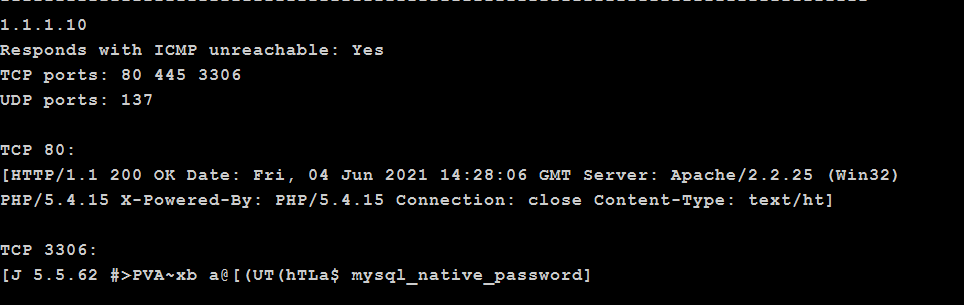 1.1.1.10
Responds with ICMP unreachable: Yes
TCP ports: 80 445 3306
UDP ports: 137
TCP 80:
[HTTP/1.1 200 OK Date: Fri, 04 Jun 2021 14:28:06 GMT Server: Apache/2.2.25 (Win32)
PHP/5.4.15 X-Powered-By: PHP/5.4.15 Connection: close Content-Type: text/ht]
TCP 3306:
[J 5.5.62 #>PVA~xb a@[(UT(hTLa$ mysql_native_password]